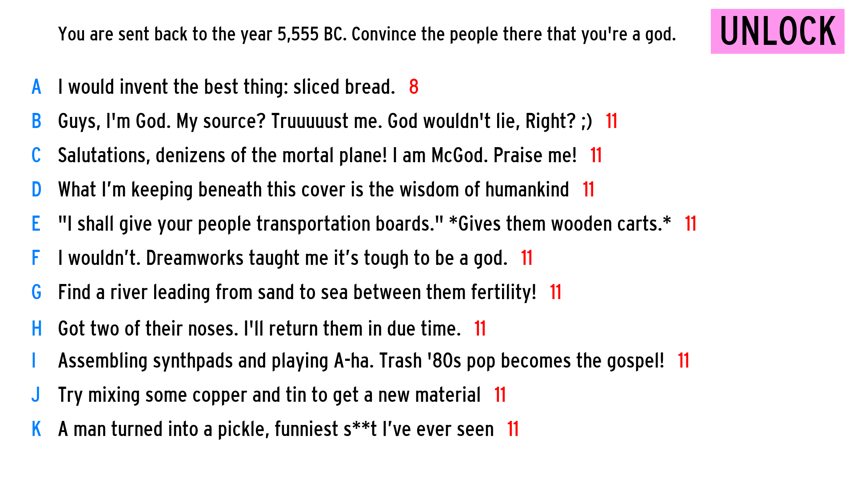 You are sent back to the year 5,555 BC. Convince the people there that you're a god.
UNLOCK
A I would invent the best thing: sliced bread. 8
B Guys, I'm God. My source? Truuuuust me. God wouldn't lie, Right? ;) 11
C Salutations, denizens of the mortal plane! I am McGod. Praise me! 11
D What I’m keeping beneath this cover is the wisdom of humankind 11
E "I shall give your people transportation boards." *Gives them wooden carts.* 11
F I wouldn’t. Dreamworks taught me it’s tough to be a god. 11
G Find a river leading from sand to sea between them fertility! 11
H Got two of their noses. I'll return them in due time. 11
I Assembling synthpads and playing A-ha. Trash '80s pop becomes the gospel! 11
J Try mixing some copper and tin to get a new material 11
K A man turned into a pickle, funniest s**t I’ve ever seen 11